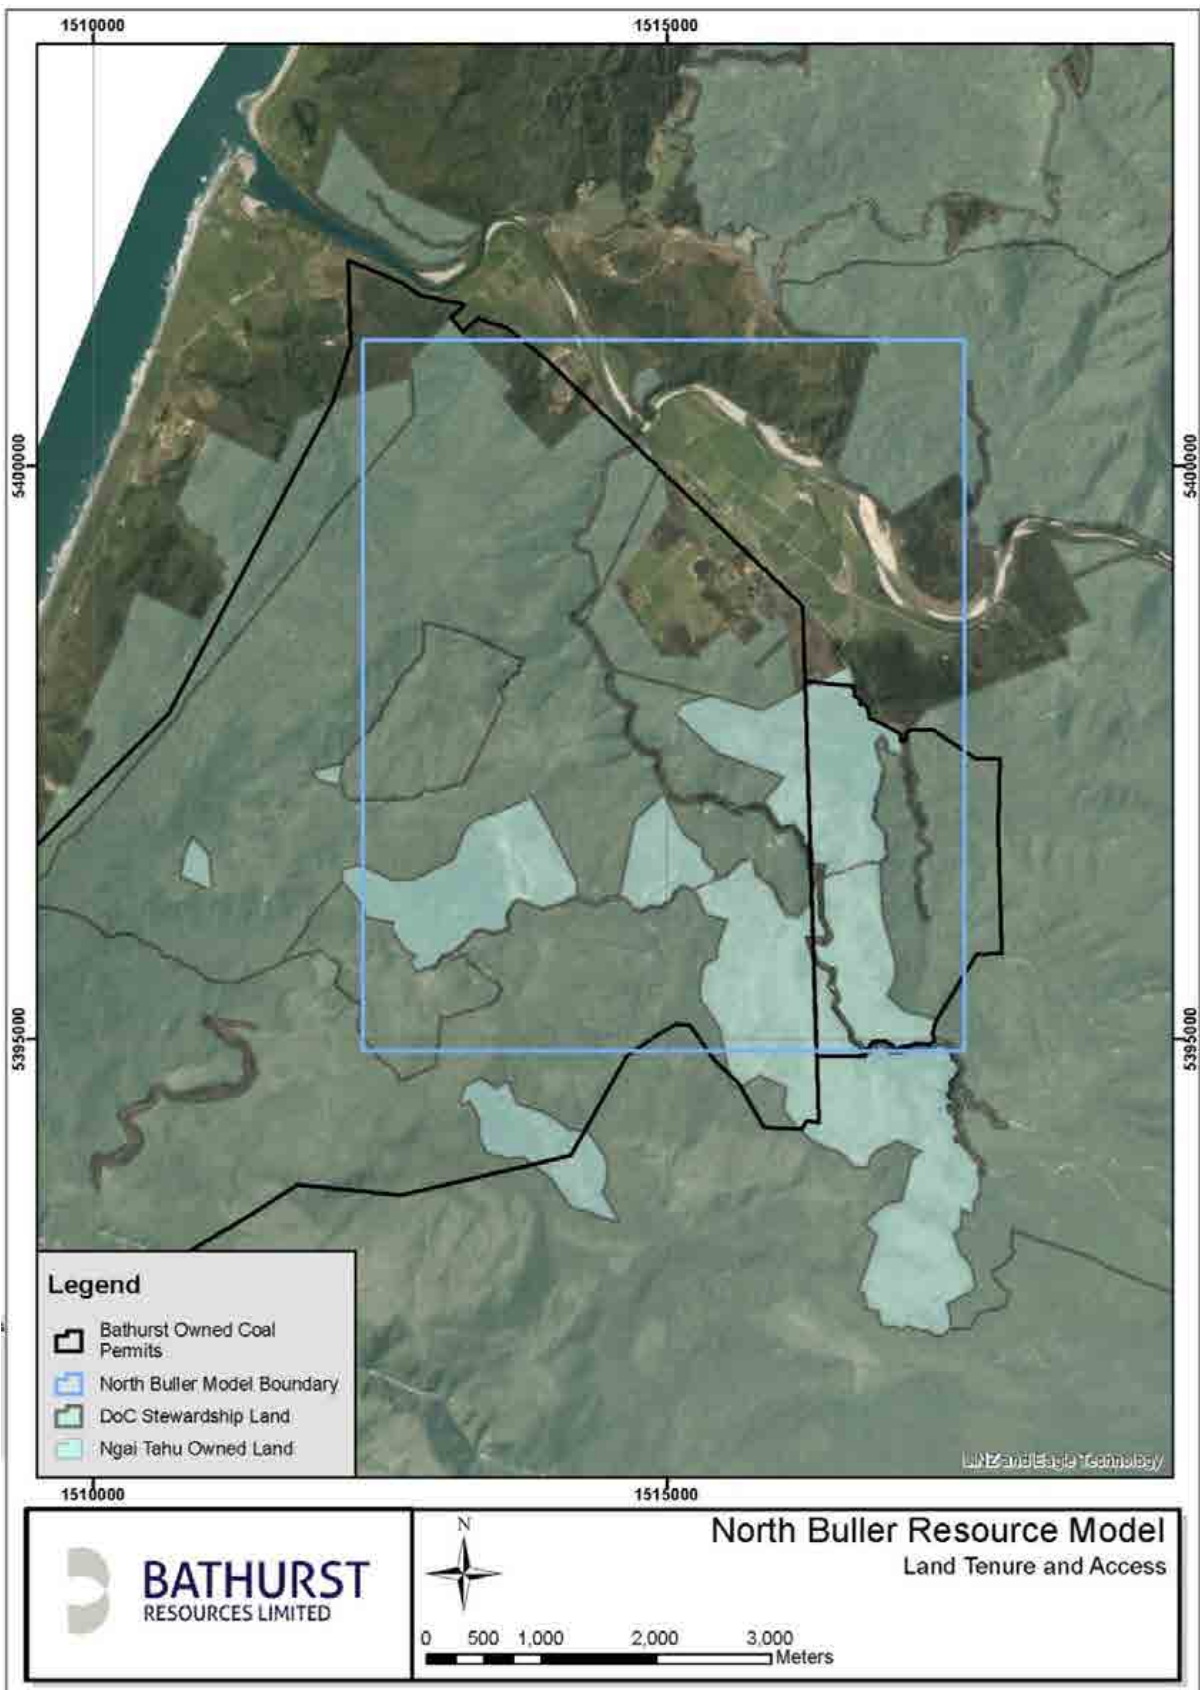 1510000
1515000
5400000
5400000
5395000
5395000
Legend
Bathurst Owned Coal
Permits
North Buller Model Boundary
DoC Stewardship Land
Ngai Tahu Owned Land
LINZ and Eagle Technology
1510000
1515000
BATHURST
RESOURCES LIMITED
N
North Buller Resource Model
Land Tenure and Access
0 500 1,000 2,000 3,000
Meters